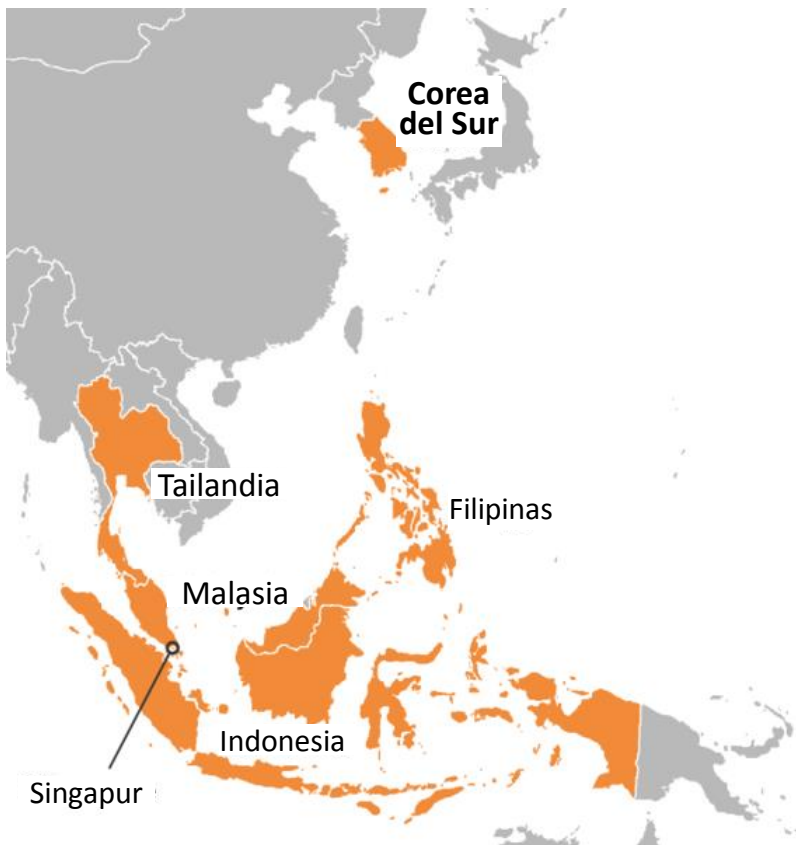 Corea
del Sur
Tailandia
Filipinas
Malasia
Indonesia
Singapur